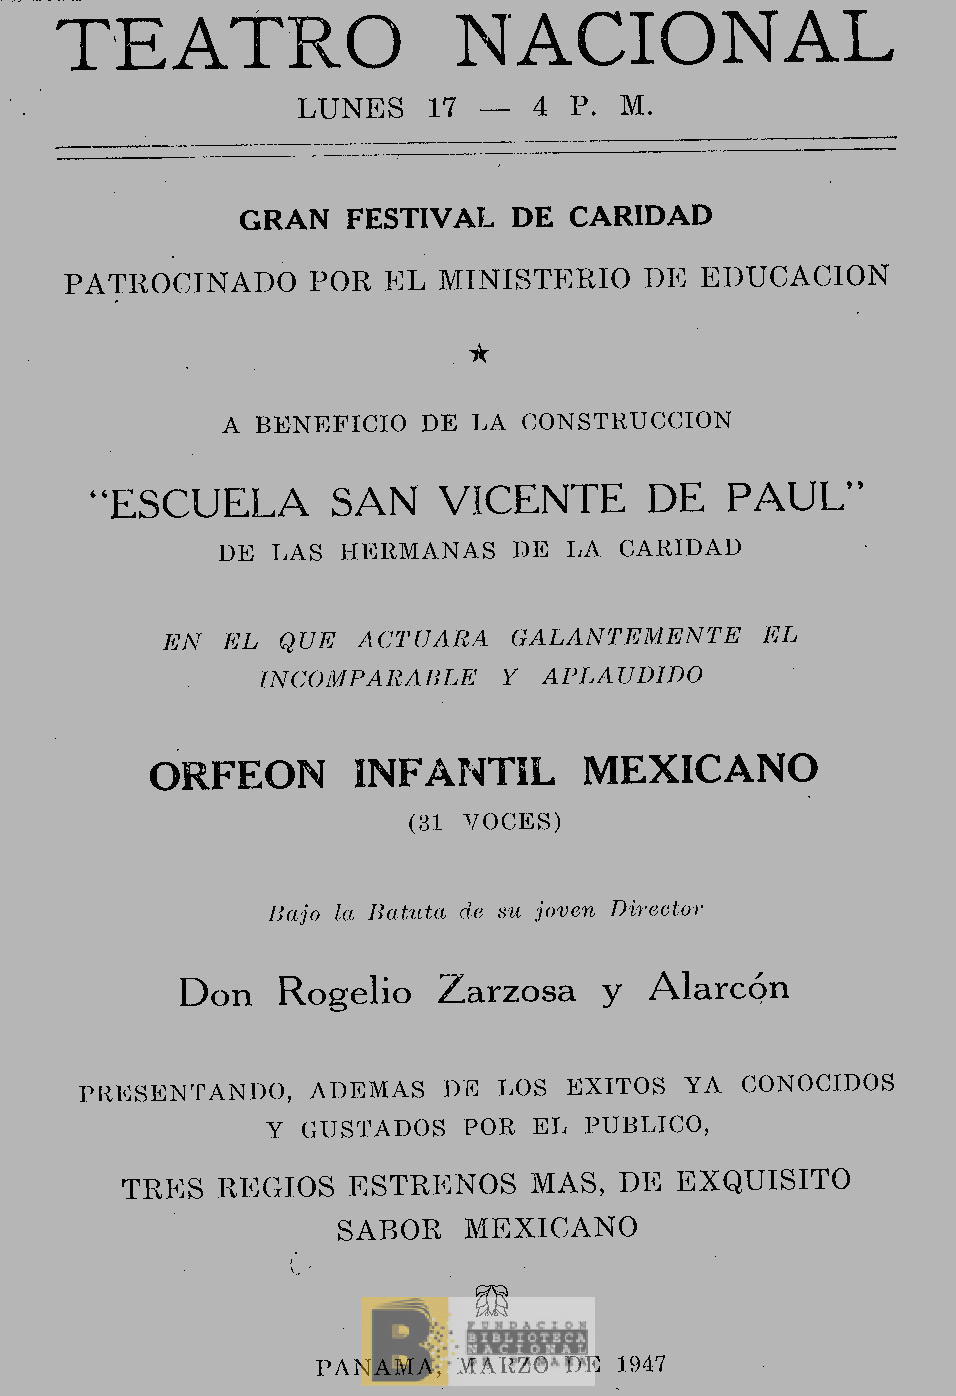 TEATRO NACIONAL
LUNES 17 — 4 P. M.
GRAN FESTIVAL DE CARIDAD
PATROCINADO POR EL MINISTERIO DE EDUCACION
★
A BENEFICIO DE LA CONSTRUCCION
“ESCUELA SAN VICENTE DE PAUL”
DE LAS HERMANAS DE LA CARIDAD
EN EL QUE ACTUARA GALANTEMENTE EL
INCOMPARABLE Y APLAUDIDO
ORFEON INFANTIL MEXICANO
(31 VOCES)
Bajo la Batuta de su joven Director
Don Rogelio Zarzosa y Alarcón
PRESENTANDO, ADEMAS DE LOS EXITOS YA CONOCIDOS
Y GUSTADOS POR EL PUBLICO,
TRES REGIOS ESTRENOS MAS, DE EXQUISITO
SABOR MEXICANO
B
FUNDACION
BIBLIOTECA
NACIONAL
PANAMA, MARZO DE 1947